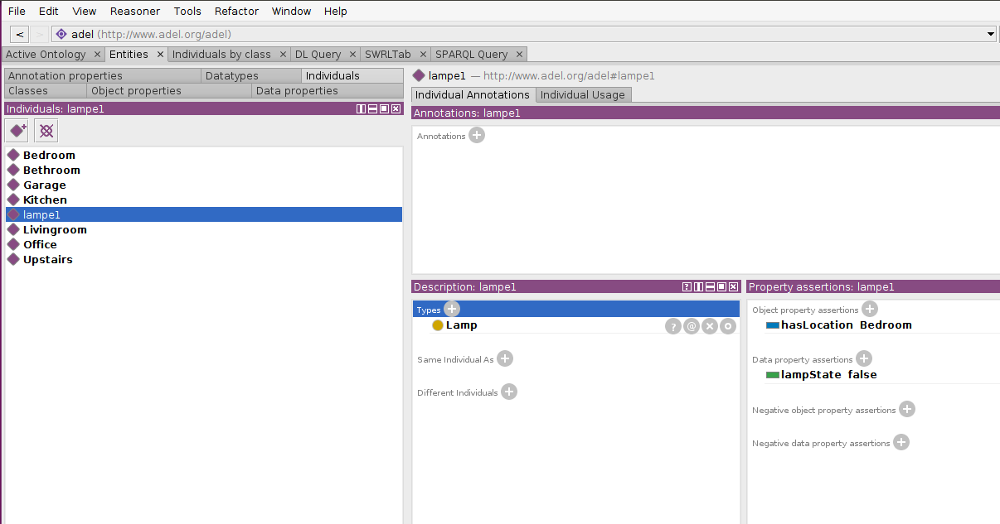 File Edit View Reasoner Tools Refactor Window Help
< > adel (http://www.adel.org/adel)
Active Ontology × Entities × Individuals by class × DL Query × SWRLTab × SPARQL Query ×
Annotation properties Datatypes Individuals
Classes Object properties Data properties
Individuals: lampe1
Bedroom
Bethroom
Garage
Kitchen
lampe1
Livingroom
Office
Upstairs
lampe1 — http://www.adel.org/adel#lampe1
Individual Annotations Individual Usage
Annotations: lampe1
Annotations +
Description: lampe1
Types +
Lamp ? @ × o
Same Individual As +
Different Individuals +
Property assertions: lampe1
Object property assertions +
hasLocation Bedroom
Data property assertions +
lampState false
Negative object property assertions +
Negative data property assertions +